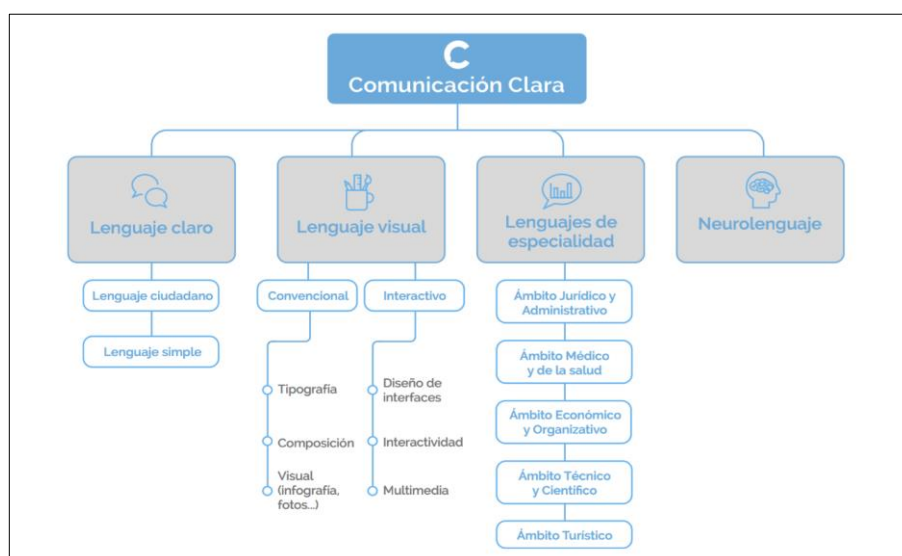 C
Comunicación Clara
Lenguaje claro
Lenguaje ciudadano
Lenguaje simple
Lenguaje visual
Convencional
Tipografía
Composición
Visual
(infografía,
fotos...)
Interactivo
Diseño de
interfaces
Interactividad
Multimedia
Lenguajes de
especialidad
Ámbito Jurídico y
Administrativo
Ámbito Médico
y de la salud
Ámbito Económico
y Organizativo
Ámbito Técnico
y Científico
Ámbito Turístico
Neurolenguaje